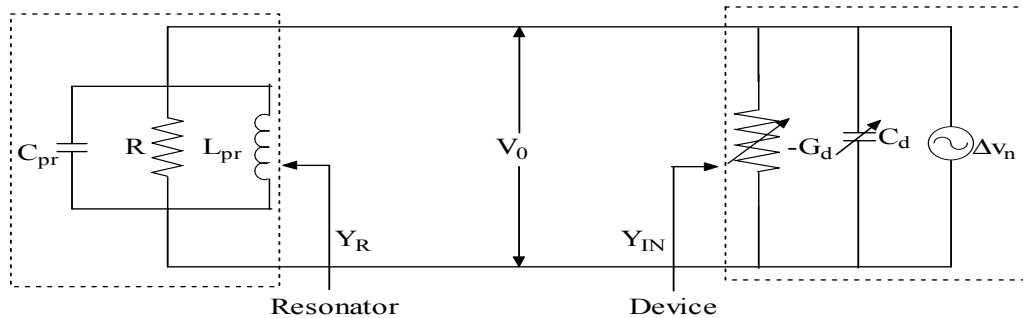 C_pr R L_pr V_0 -G_d C_d Δv_n
Y_R Y_IN
Resonator Device